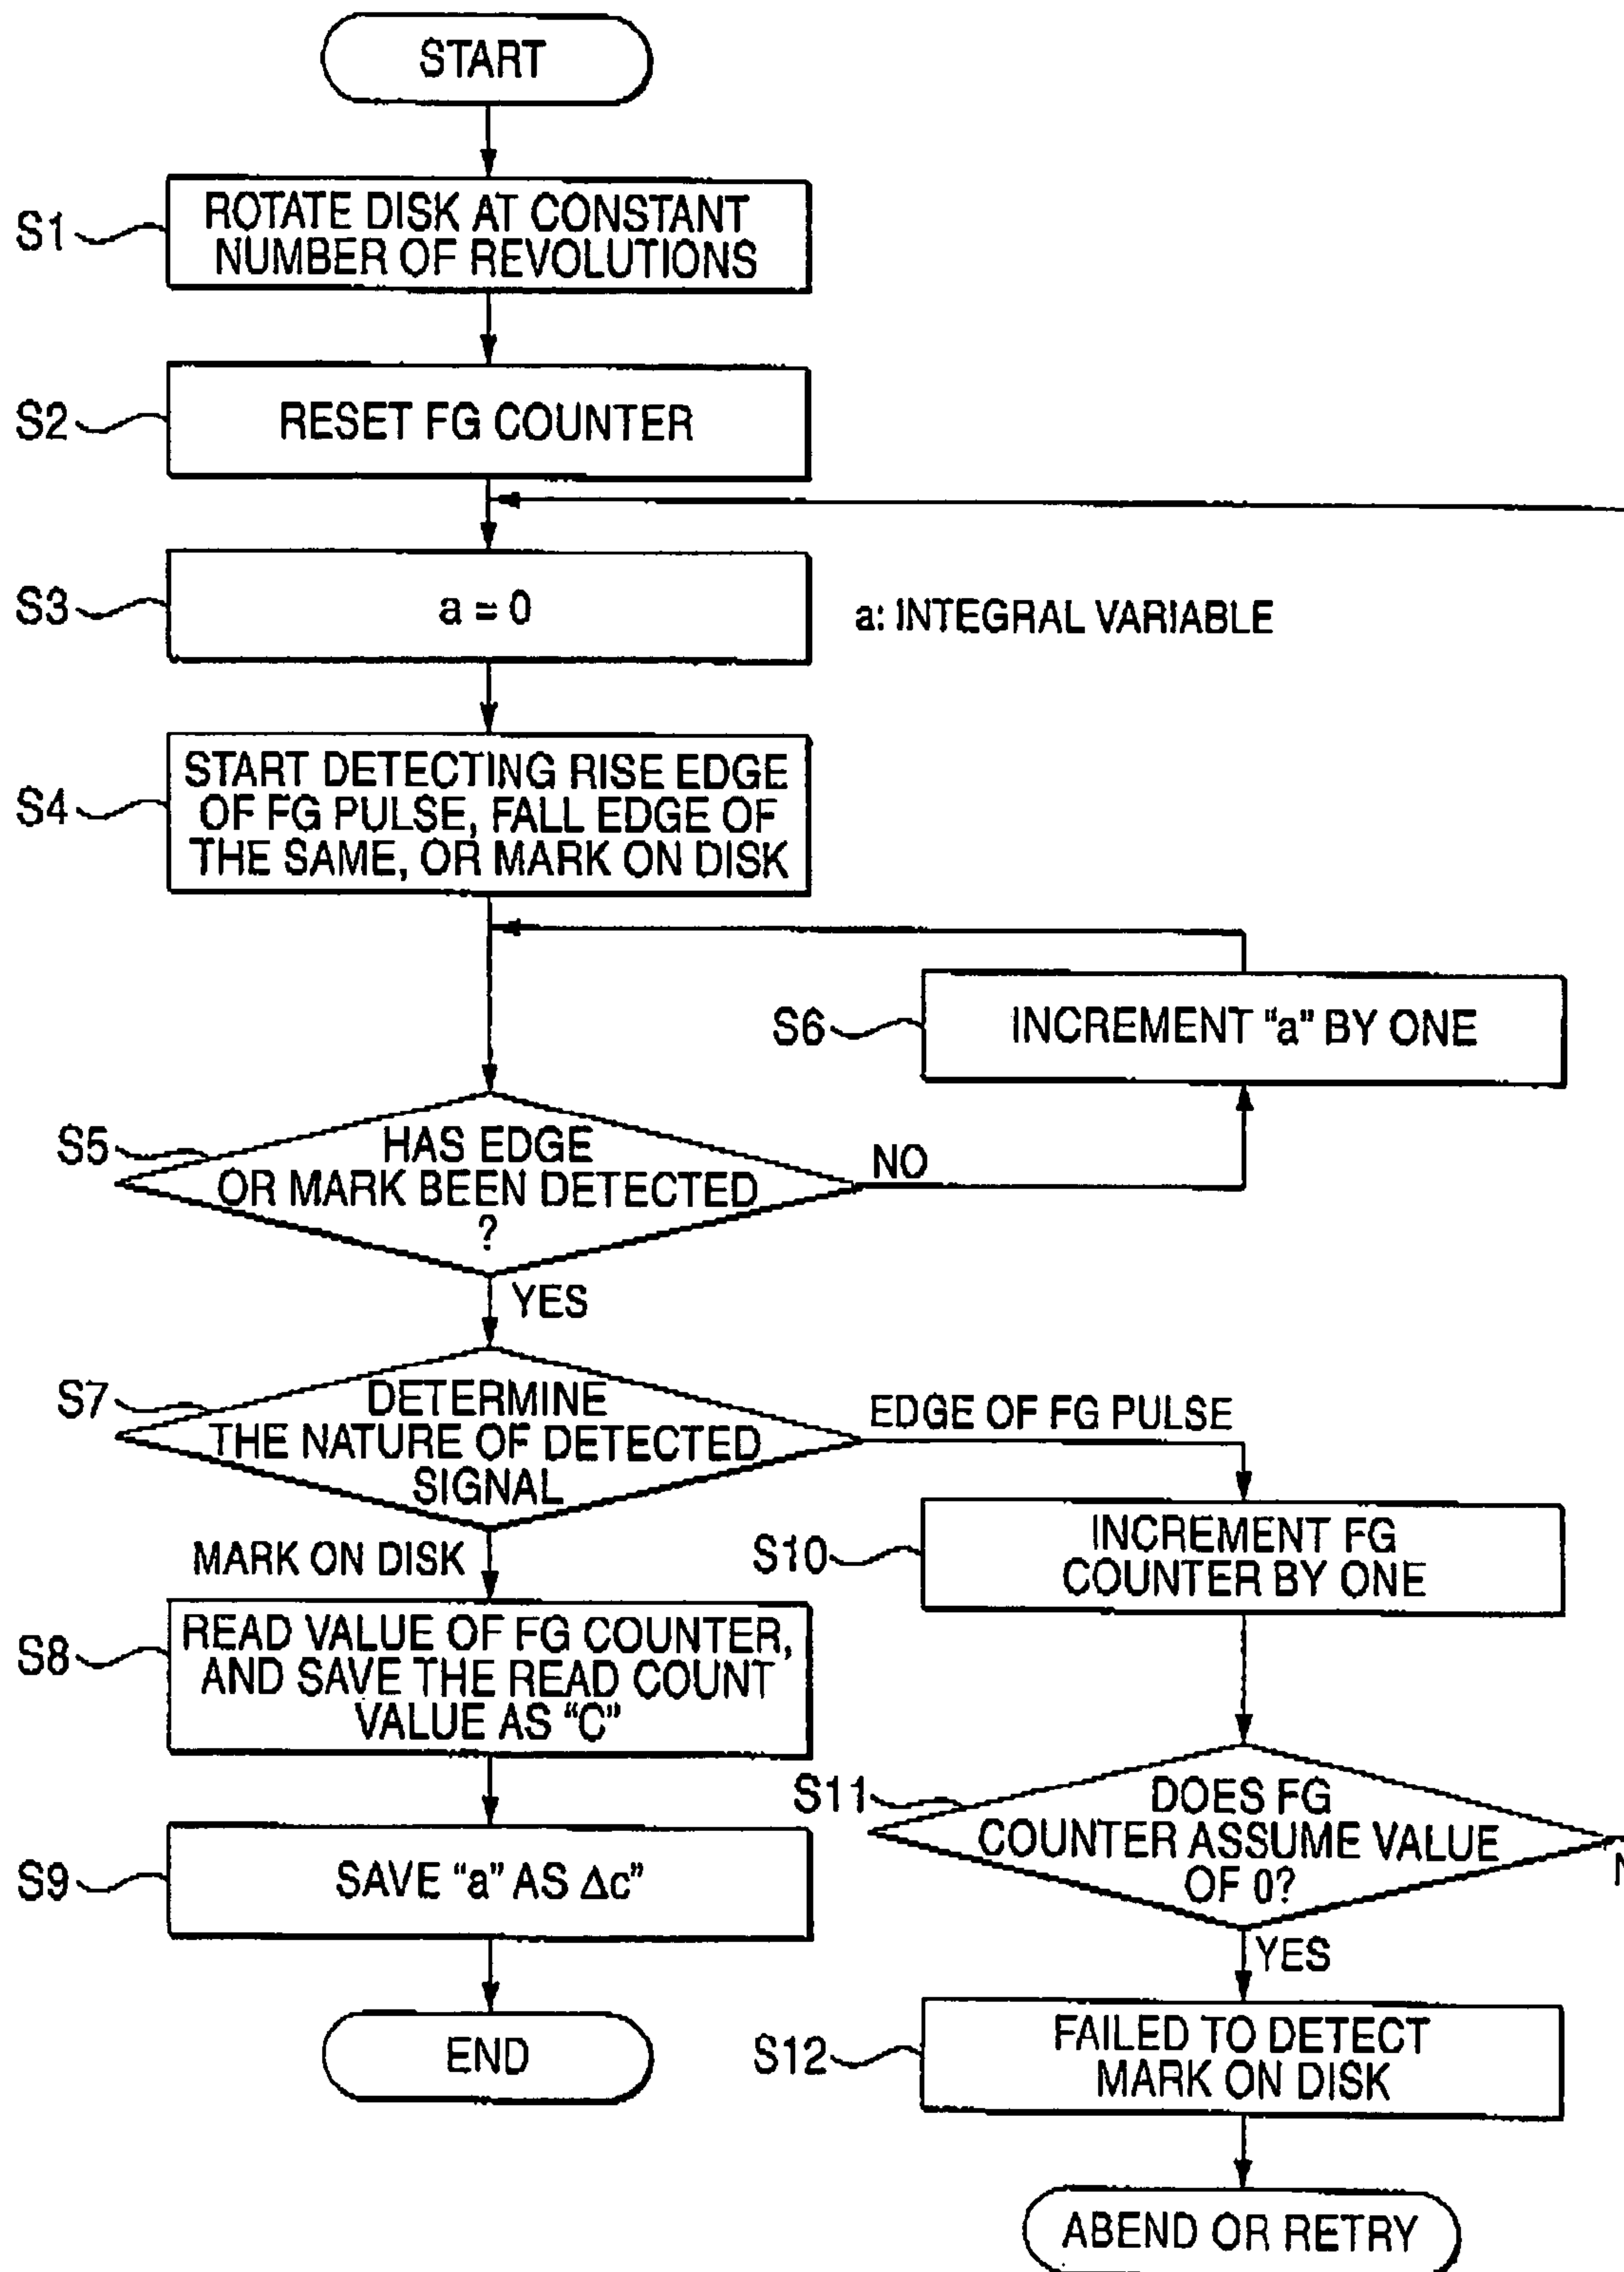 START
S1
ROTATE DISK AT CONSTANT
NUMBER OF REVOLUTIONS
S2
RESET FG COUNTER
S3
a = 0
a: INTEGRAL VARIABLE
S4
START DETECTING RISE EDGE
OF FG PULSE, FALL EDGE OF
THE SAME, OR MARK ON DISK
S6
INCREMENT “a” BY ONE
S5
HAS EDGE
OR MARK BEEN DETECTED
?
NO
YES
S7
DETERMINE
THE NATURE OF DETECTED
SIGNAL
EDGE OF FG PULSE
MARK ON DISK
S10
INCREMENT FG
COUNTER BY ONE
S8
READ VALUE OF FG COUNTER,
AND SAVE THE READ COUNT
VALUE AS “C”
S11
DOES FG
COUNTER ASSUME VALUE
OF 0?
S9
SAVE “a” AS Δc”
YES
END
S12
FAILED TO DETECT
MARK ON DISK
ABEND OR RETRY